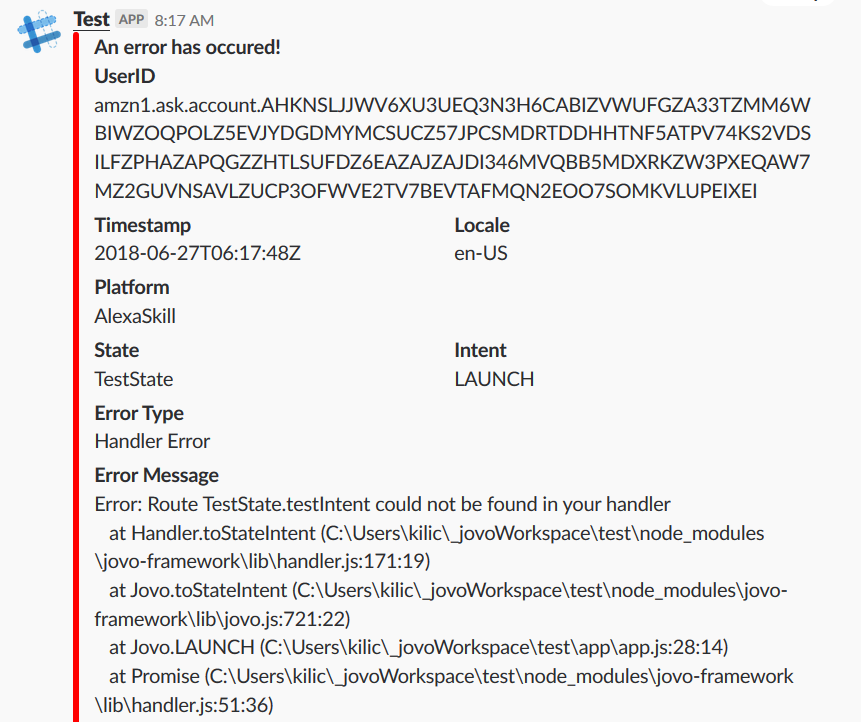 Test APP 8:17 AM
An error has occured!
UserID
amzn1.ask.account.AHKNSLJJWV6XU3UEQ3N3H6CABIZVWUFGZA33TZMM6W
BIWZOQPOLZ5EVJYDGDMYMCSUCZ57JPCSMDRTDDHHTNF5ATPV74KS2VDS
ILFZPHAZAPQGZZHTLSUFDZ6EAZAJZAJDI346MVQBB5MDXRKZW3PXEQAW7
MZ2GUVNSAVLZUCP3OFWVE2TV7BEVTAFMQN2EOO7SOMKVLUPEIXEI
Timestamp Locale
2018-06-27T06:17:48Z en-US
Platform
AlexaSkill
State Intent
TestState LAUNCH
Error Type
Handler Error
Error Message
Error: Route TestState.testIntent could not be found in your handler
at Handler.toStateIntent (C:\Users\kilic\_jovoWorkspace\test\node_modules
\jovo-framework\lib\handler.js:171:19)
at Jovo.toStateIntent (C:\Users\kilic\_jovoWorkspace\test\node_modules\jovo-
framework\lib\jovo.js:721:22)
at Jovo.LAUNCH (C:\Users\kilic\_jovoWorkspace\test\app\app.js:28:14)
at Promise (C:\Users\kilic\_jovoWorkspace\test\node_modules\jovo-framework
\lib\handler.js:51:36)